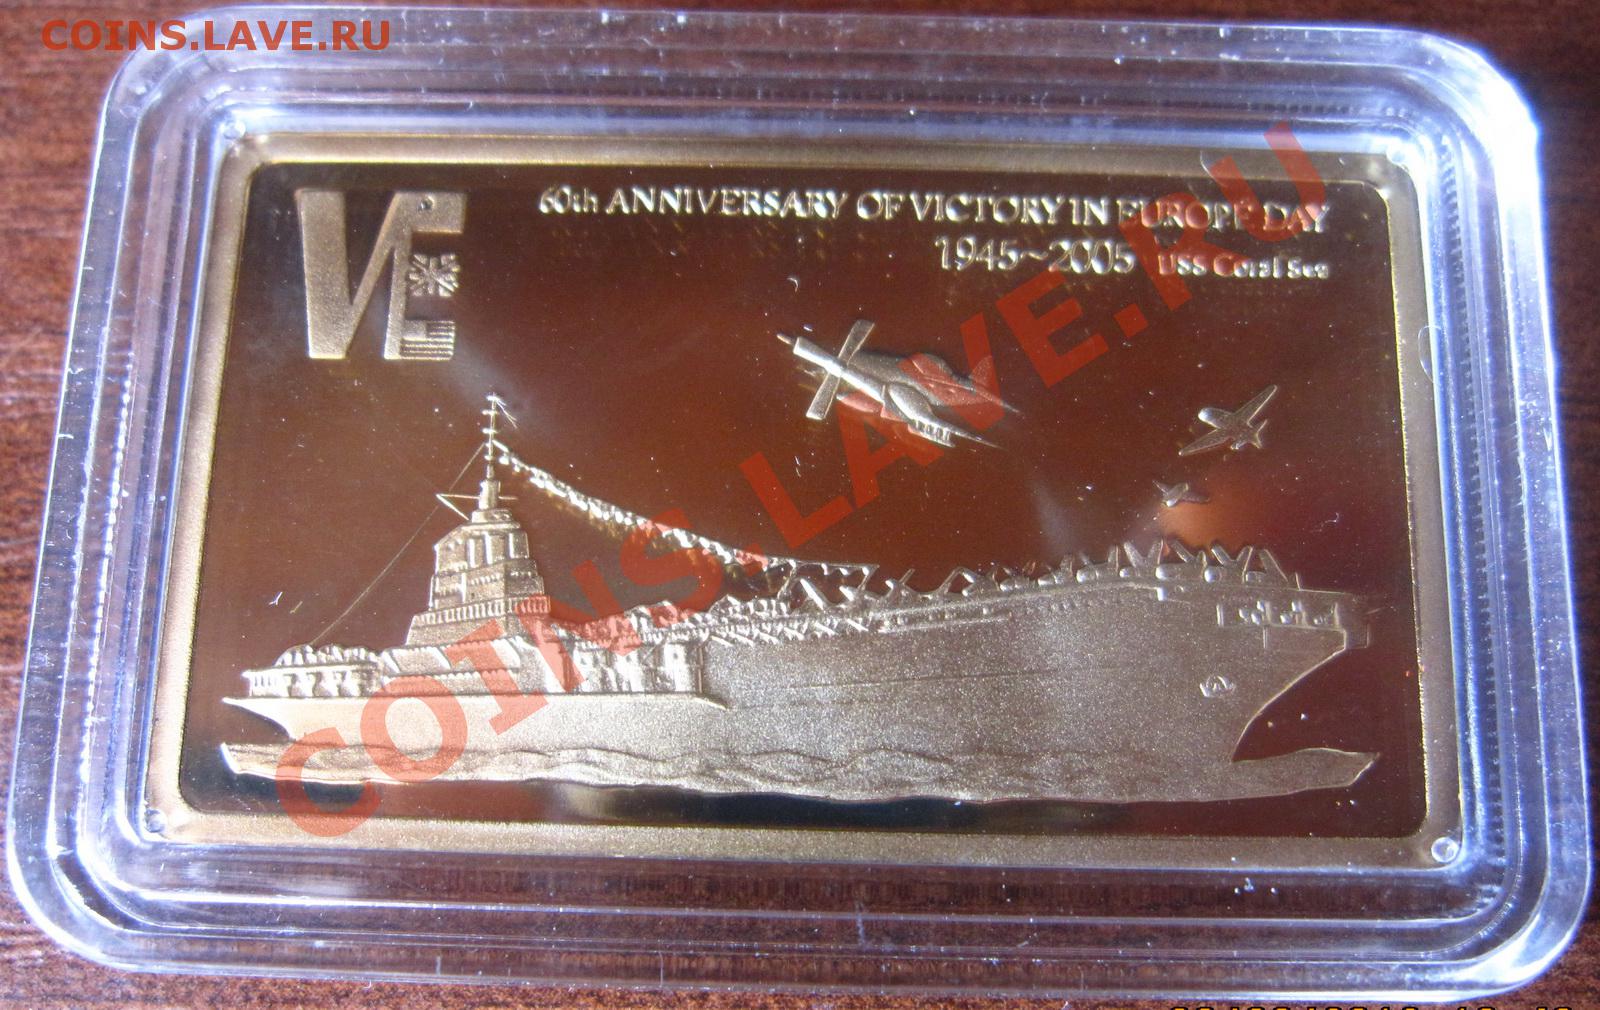 COINS.LAVE.RU
VE
60th ANNIVERSARY OF VICTORY IN EUROPE DAY
1945~2005 USS Coral Sea
COINS.LAVE.RU